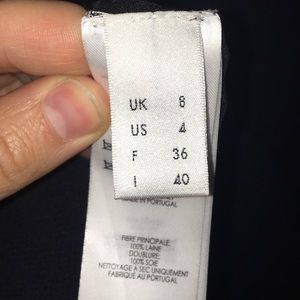 UK 8
US 4
F 36
I 40
MADE IN PORTUGAL
FIBRE PRINCIPALE:
100% LAINE
DOUBLURE:
100% SOIE
NETTOYAGE A SEC UNIQUEMENT
FABRIQUE AU PORTUGAL